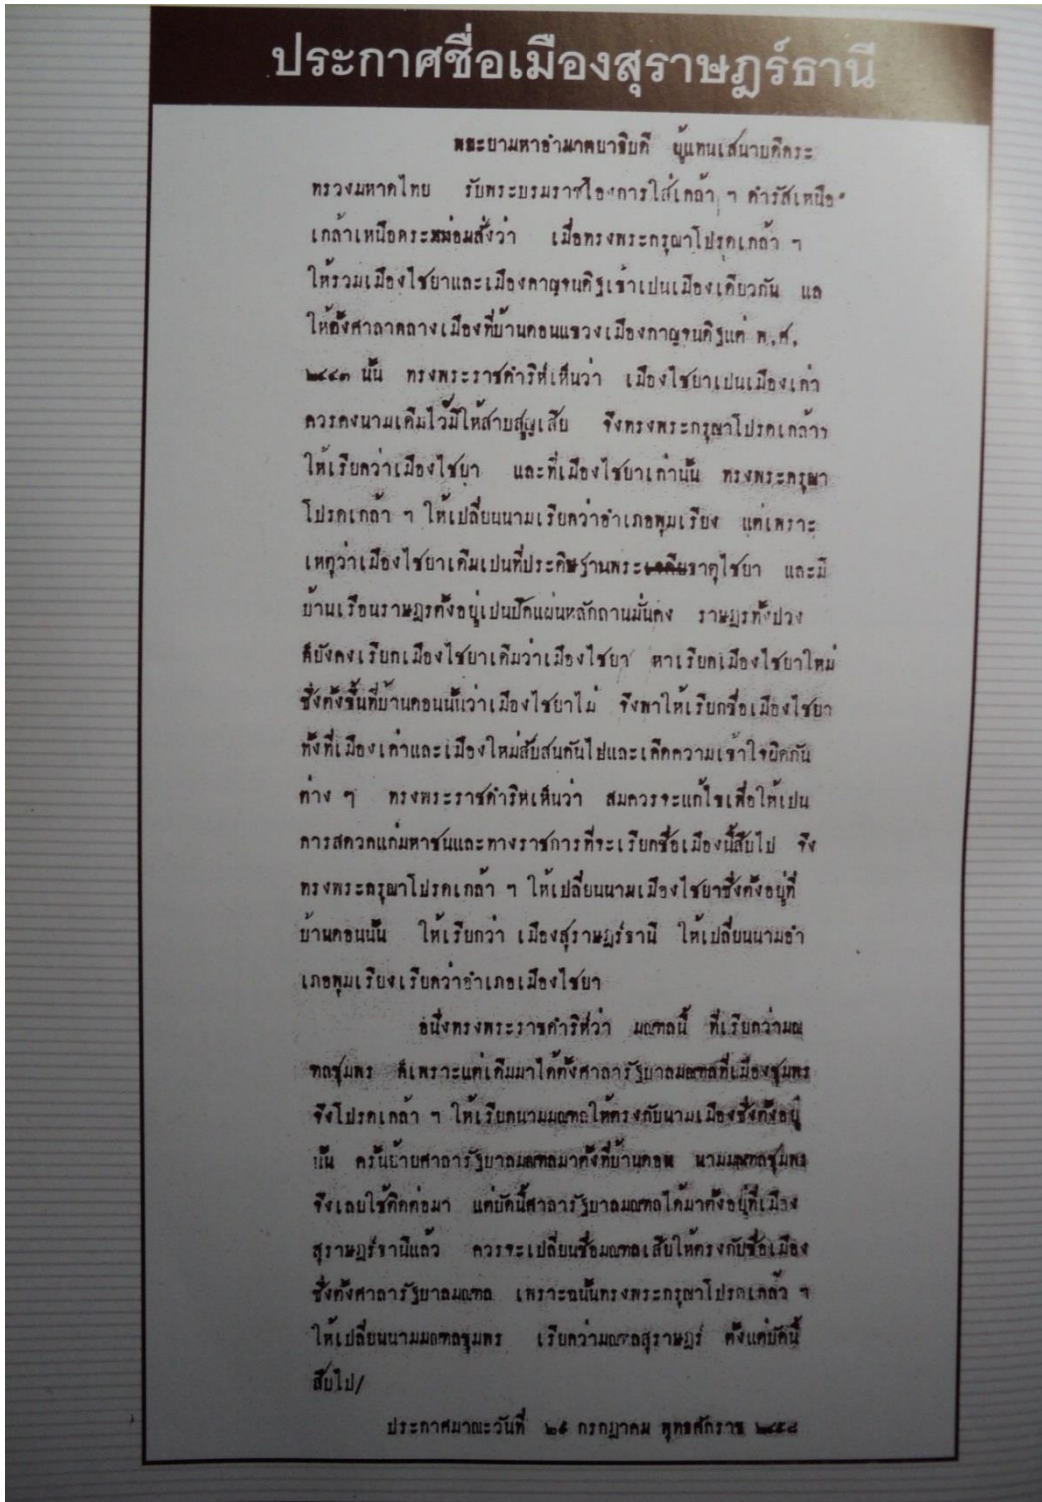 ประกาศชื่อเมืองสุราษฎร์ธานี
พระยามหาอำมาตยาธิบดี ผู้แทนเสนาบดีกระ
ทรวงมหาดไทย รับพระบรมราชโองการใส่เกล้า ฯ ดำรัสเหนือ
เกล้าเหนือกระหม่อมสั่งว่า เมื่อทรงพระกรุณาโปรดเกล้า ฯ
ให้รวมเมืองไชยาและเมืองกาญจนดิฐเข้าเปนเมืองเดียวกัน แล
ให้ตั้งศาลากลางเมืองที่บ้านดอนแขวงเมืองกาญจนดิฐแต่ พ.ศ.
๒๔๔๓ นั้น ทรงพระราชดำริห์เห็นว่า เมืองไชยาเปนเมืองเก่า
ควรคงนามเดิมไว้มิให้สาบสูญเสีย จึงทรงพระกรุณาโปรดเกล้าฯ
ให้เรียกว่าเมืองไชยา และที่เมืองไชยาเก่านั้น ทรงพระกรุณา
โปรดเกล้า ฯ ให้เปลี่ยนนามเรียกว่าอำเภอพุมเรียง แต่เพราะ
เหตุว่าเมืองไชยาเดิมเปนที่ประดิษฐานพระธาตุไชยา และมี
บ้านเรือนราษฎรตั้งอยู่เปนปึกแผ่นหลักถานมั่นคง ราษฎรทั้งปวง
ก็ยังคงเรียกเมืองไชยาเดิมว่าเมืองไชยา หาเรียกเมืองไชยาใหม่
ซึ่งตั้งขึ้นที่บ้านดอนนั้นว่าเมืองไชยาไม่ จึงพาให้เรียกชื่อเมืองไชยา
ทั้งที่เมืองเก่าและเมืองใหม่สับสนกันไปและเกิดความเข้าใจผิดกัน
ต่าง ๆ ทรงพระราชดำริห์เห็นว่า สมควรจะแก้ไขเพื่อให้เปน
การสดวกแก่มหาชนและทางราชการที่จะเรียกชื่อเมืองนี้สืบไป จึง
ทรงพระกรุณาโปรดเกล้า ฯ ให้เปลี่ยนนามเมืองไชยาซึ่งตั้งอยู่ที่
บ้านดอนนั้น ให้เรียกว่า เมืองสุราษฎร์ธานี ให้เปลี่ยนนามอำ
เภอพุมเรียงเรียกว่าอำเภอเมืองไชยา
อนึ่งทรงพระราชดำริห์ว่า มณฑลนี้ ที่เรียกว่ามณ
ฑลชุมพร ก็เพราะแต่เดิมมาได้ตั้งศาลารัฐบาลมณฑลที่เมืองชุมพร
จึงโปรดเกล้า ฯ ให้เรียกนามมณฑลให้ตรงกับนามเมืองซึ่งตั้งอยู่
นั้น ครั้นย้ายศาลารัฐบาลมณฑลมาตั้งที่บ้านดอน นามมณฑลชุมพร
จึงเลยใช้ติดต่อมา แต่บัดนี้ศาลารัฐบาลมณฑลได้มาตั้งอยู่ที่เมือง
สุราษฎร์ธานีแล้ว ควรจะเปลี่ยนชื่อมณฑลเสียให้ตรงกับชื่อเมือง
ซึ่งตั้งศาลารัฐบาลมณฑล เพราะฉนั้นทรงพระกรุณาโปรดเกล้า ฯ
ให้เปลี่ยนนามมณฑลชุมพร เรียกว่ามณฑลสุราษฎร์ ตั้งแต่บัดนี้
สืบไป/
ประกาศมาณะวันที่ ๒๙ กรกฎาคม พุทธศักราช ๒๔๕๘